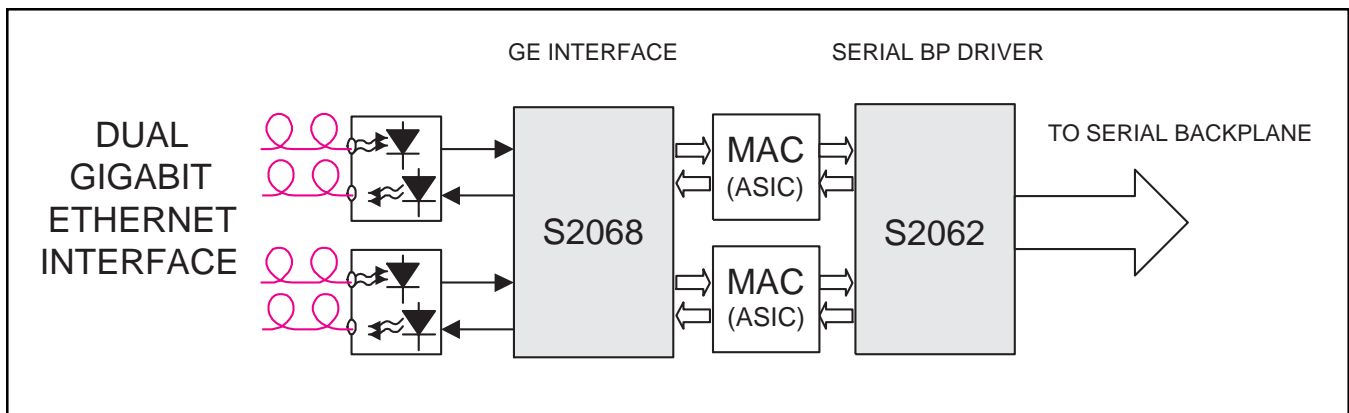 GE INTERFACE
SERIAL BP DRIVER
DUAL
GIGABIT
ETHERNET
INTERFACE
S2068
MAC
(ASIC)
MAC
(ASIC)
S2062
TO SERIAL BACKPLANE